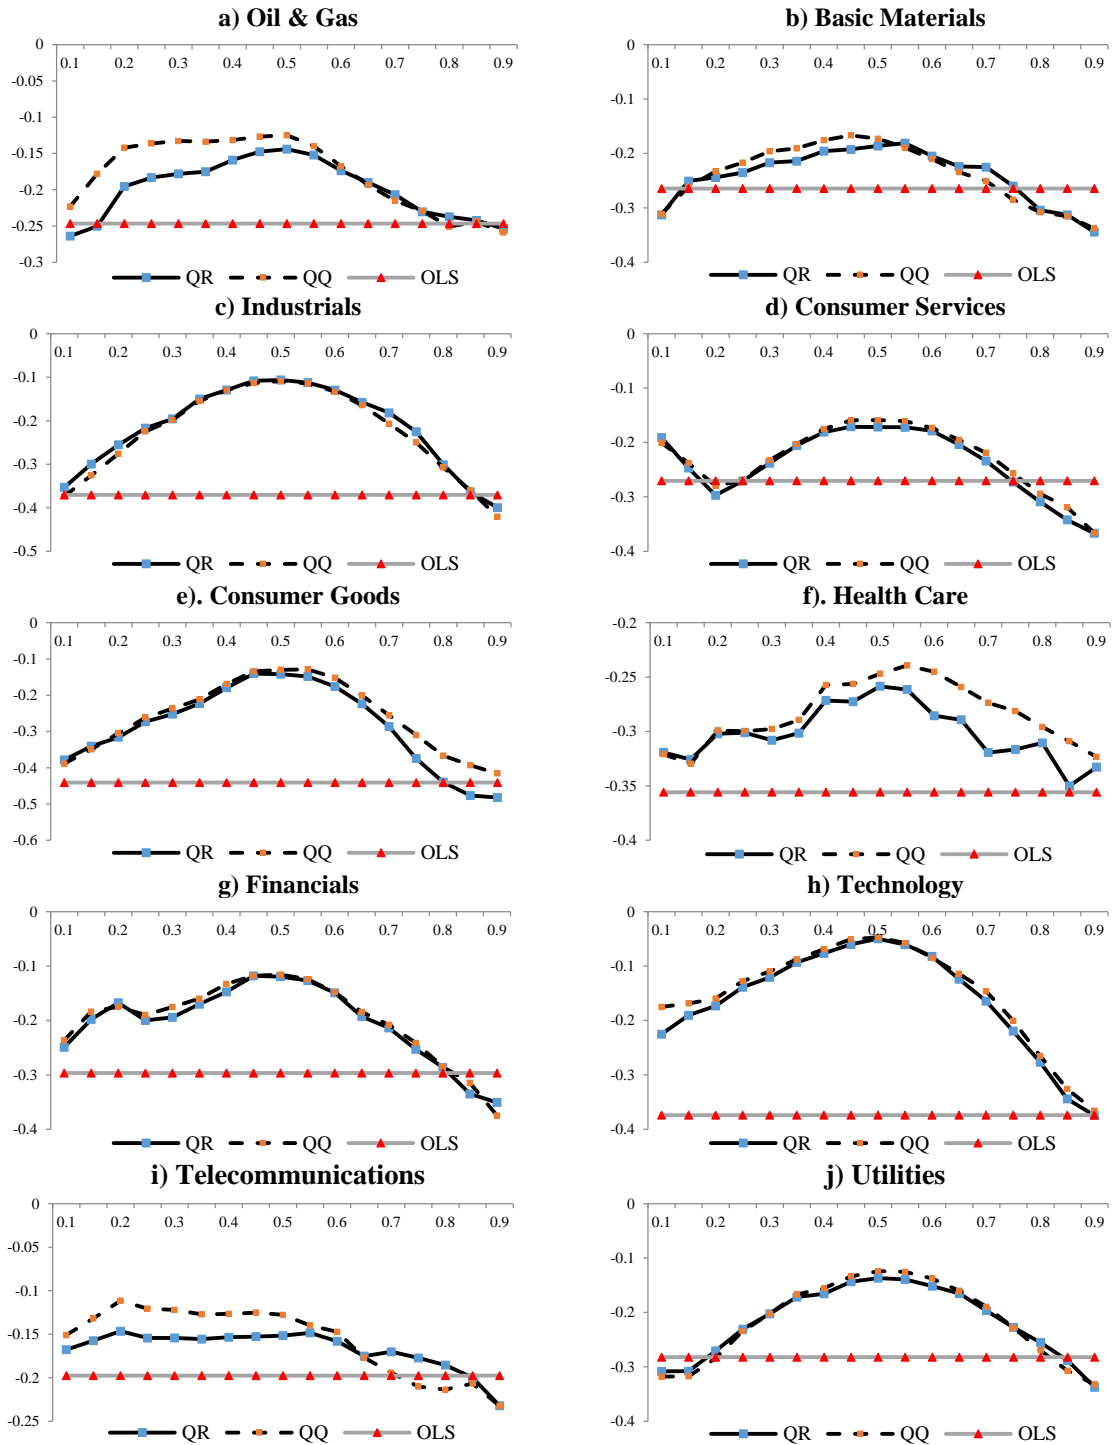 a) Oil & Gas
0
0.1 0.2 0.3 0.4 0.5 0.6 0.7 0.8 0.9
-0.05
-0.1
-0.15
-0.2
-0.25
-0.3
QR QQ OLS
b) Basic Materials
0
0.1 0.2 0.3 0.4 0.5 0.6 0.7 0.8 0.9
-0.1
-0.2
-0.3
-0.4
QR QQ OLS
c) Industrials
0
0.1 0.2 0.3 0.4 0.5 0.6 0.7 0.8 0.9
-0.1
-0.2
-0.3
-0.4
-0.5
QR QQ OLS
d) Consumer Services
0
0.1 0.2 0.3 0.4 0.5 0.6 0.7 0.8 0.9
-0.1
-0.2
-0.3
-0.4
QR QQ OLS
e). Consumer Goods
0
0.1 0.2 0.3 0.4 0.5 0.6 0.7 0.8 0.9
-0.1
-0.2
-0.3
-0.4
-0.5
-0.6
QR QQ OLS
f). Health Care
-0.2
0.1 0.2 0.3 0.4 0.5 0.6 0.7 0.8 0.9
-0.25
-0.3
-0.35
-0.4
QR QQ OLS
g) Financials
0
0.1 0.2 0.3 0.4 0.5 0.6 0.7 0.8 0.9
-0.1
-0.2
-0.3
-0.4
QR QQ OLS
h) Technology
0
0.1 0.2 0.3 0.4 0.5 0.6 0.7 0.8 0.9
-0.1
-0.2
-0.3
-0.4
QR QQ OLS
i) Telecommunications
0
0.1 0.2 0.3 0.4 0.5 0.6 0.7 0.8 0.9
-0.05
-0.1
-0.15
-0.2
-0.25
QR QQ OLS
j) Utilities
0
0.1 0.2 0.3 0.4 0.5 0.6 0.7 0.8 0.9
-0.1
-0.2
-0.3
-0.4
QR QQ OLS